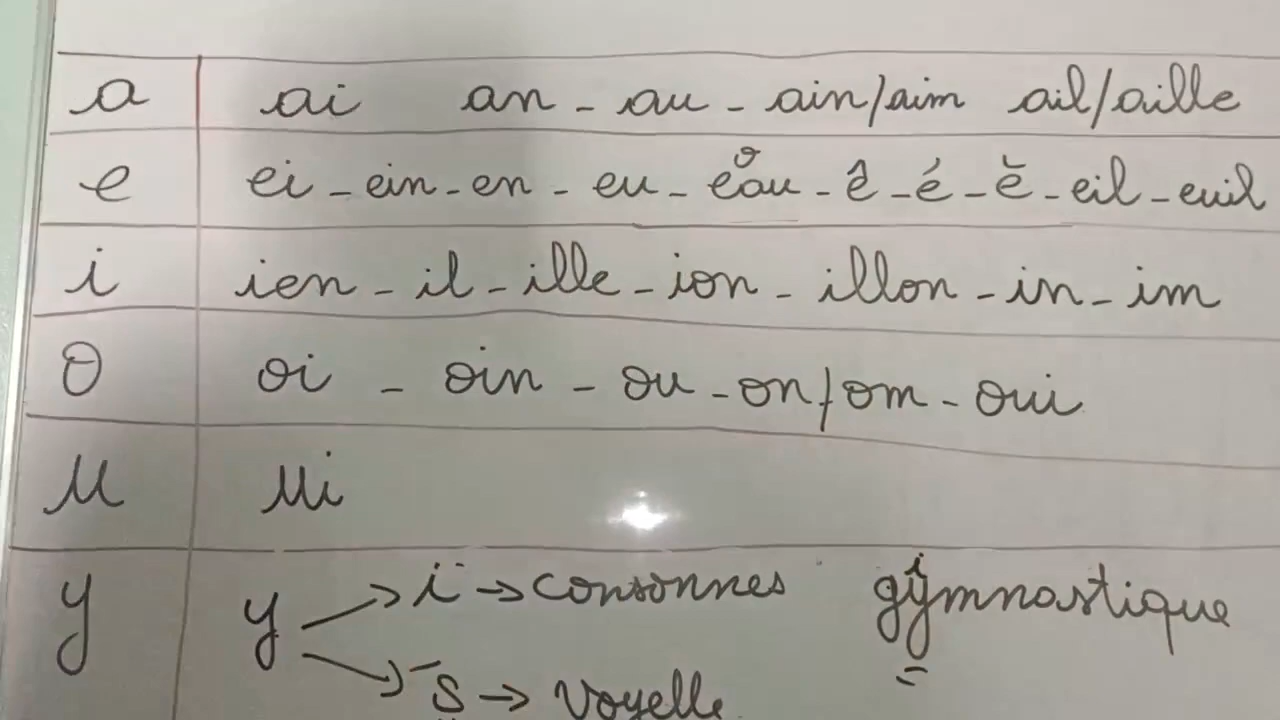 a ai an - au - ain/aim ail/aille
e ei - ein - en - eu - eau - ê - é - è - eil - euil
o
i ien - il - ille - ion - illon - in - im
o oi - oin - ou - on/om - oui
u ui
y y → i → consonnes gymnastique
i
→ s → Voyelle